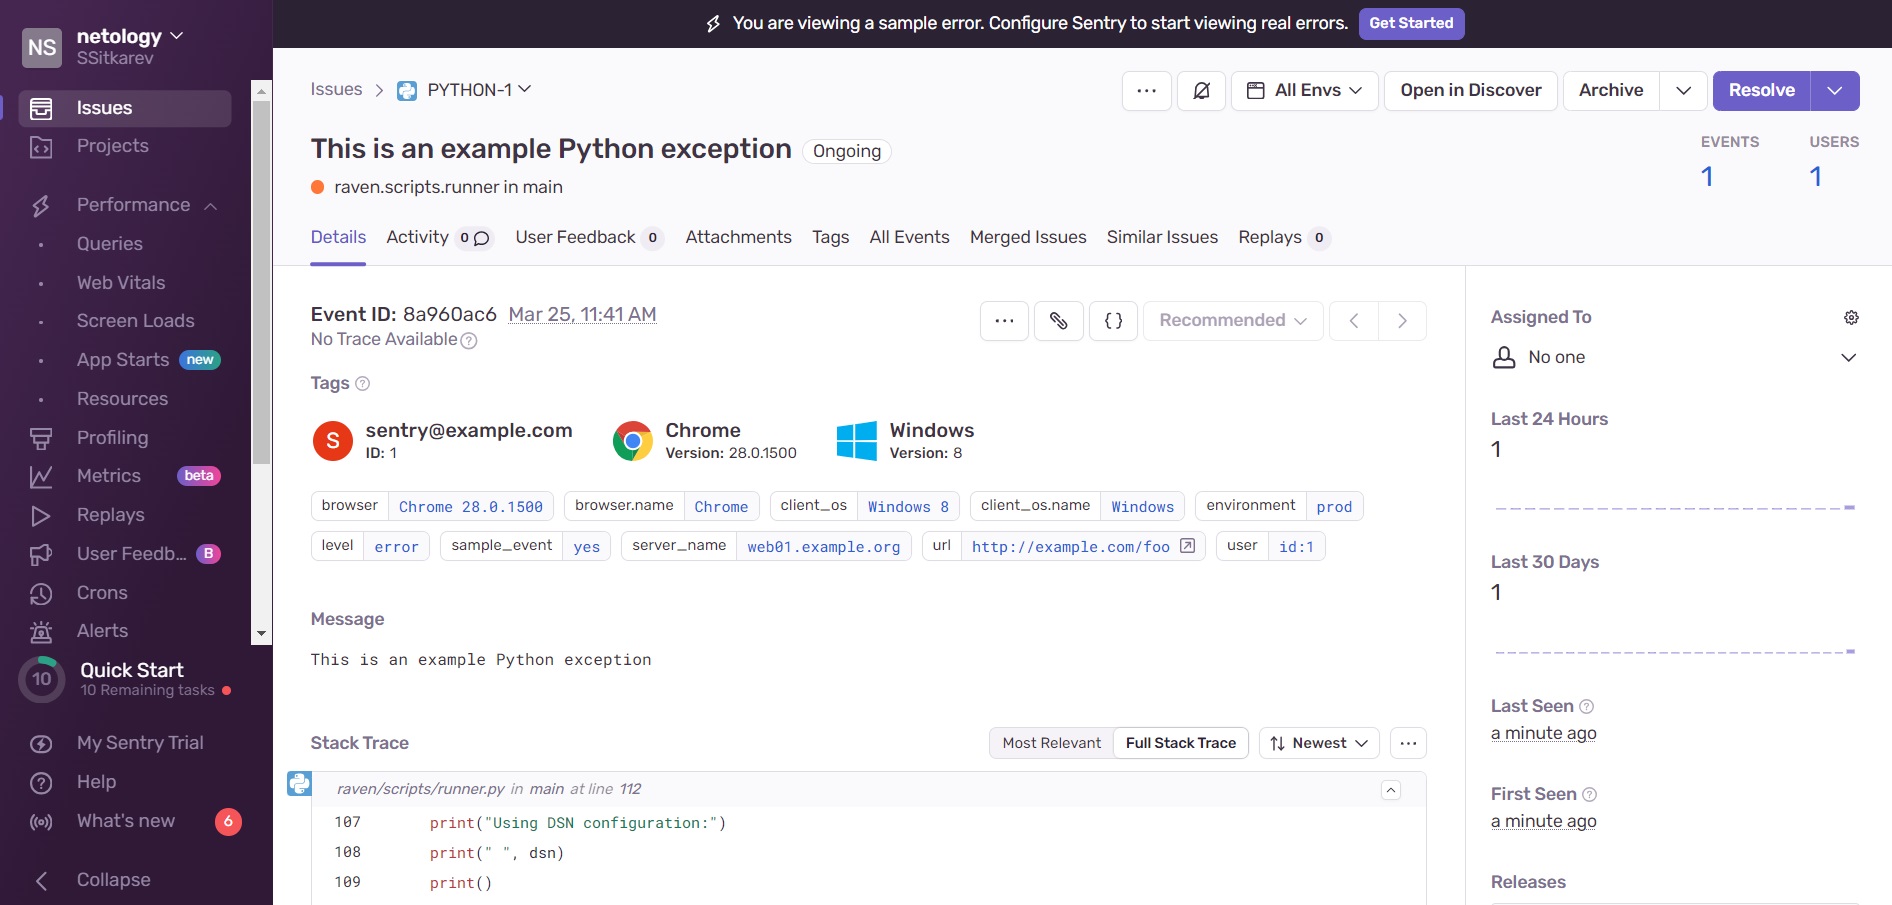 You are viewing a sample error. Configure Sentry to start viewing real errors. Get Started
NS
netology
SSitkarev
Issues
Projects
Performance
Queries
Web Vitals
Screen Loads
App Starts new
Resources
Profiling
Metrics beta
Replays
User Feedb... B
Crons
Alerts
10
Quick Start
10 Remaining tasks
My Sentry Trial
Help
What's new 6
Collapse
Issues > PYTHON-1
All Envs
Open in Discover
Archive
Resolve
This is an example Python exception Ongoing
raven.scripts.runner in main
EVENTS USERS
1 1
Details Activity 0 User Feedback 0 Attachments Tags All Events Merged Issues Similar Issues Replays 0
Event ID: 8a960ac6 Mar 25, 11:41 AM
No Trace Available ?
... {} Recommended
Tags ?
S
sentry@example.com
ID: 1
Chrome
Version: 28.0.1500
Windows
Version: 8
browser Chrome 28.0.1500 browser.name Chrome client_os Windows 8 client_os.name Windows environment prod
level error sample_event yes server_name web01.example.org url http://example.com/foo user id:1
Message
This is an example Python exception
Stack Trace
Most Relevant Full Stack Trace Newest ...
raven/scripts/runner.py in main at line 112
107 print("Using DSN configuration:")
108 print(" ", dsn)
109 print()
Assigned To
No one
Last 24 Hours
1
Last 30 Days
1
Last Seen ?
a minute ago
First Seen ?
a minute ago
Releases